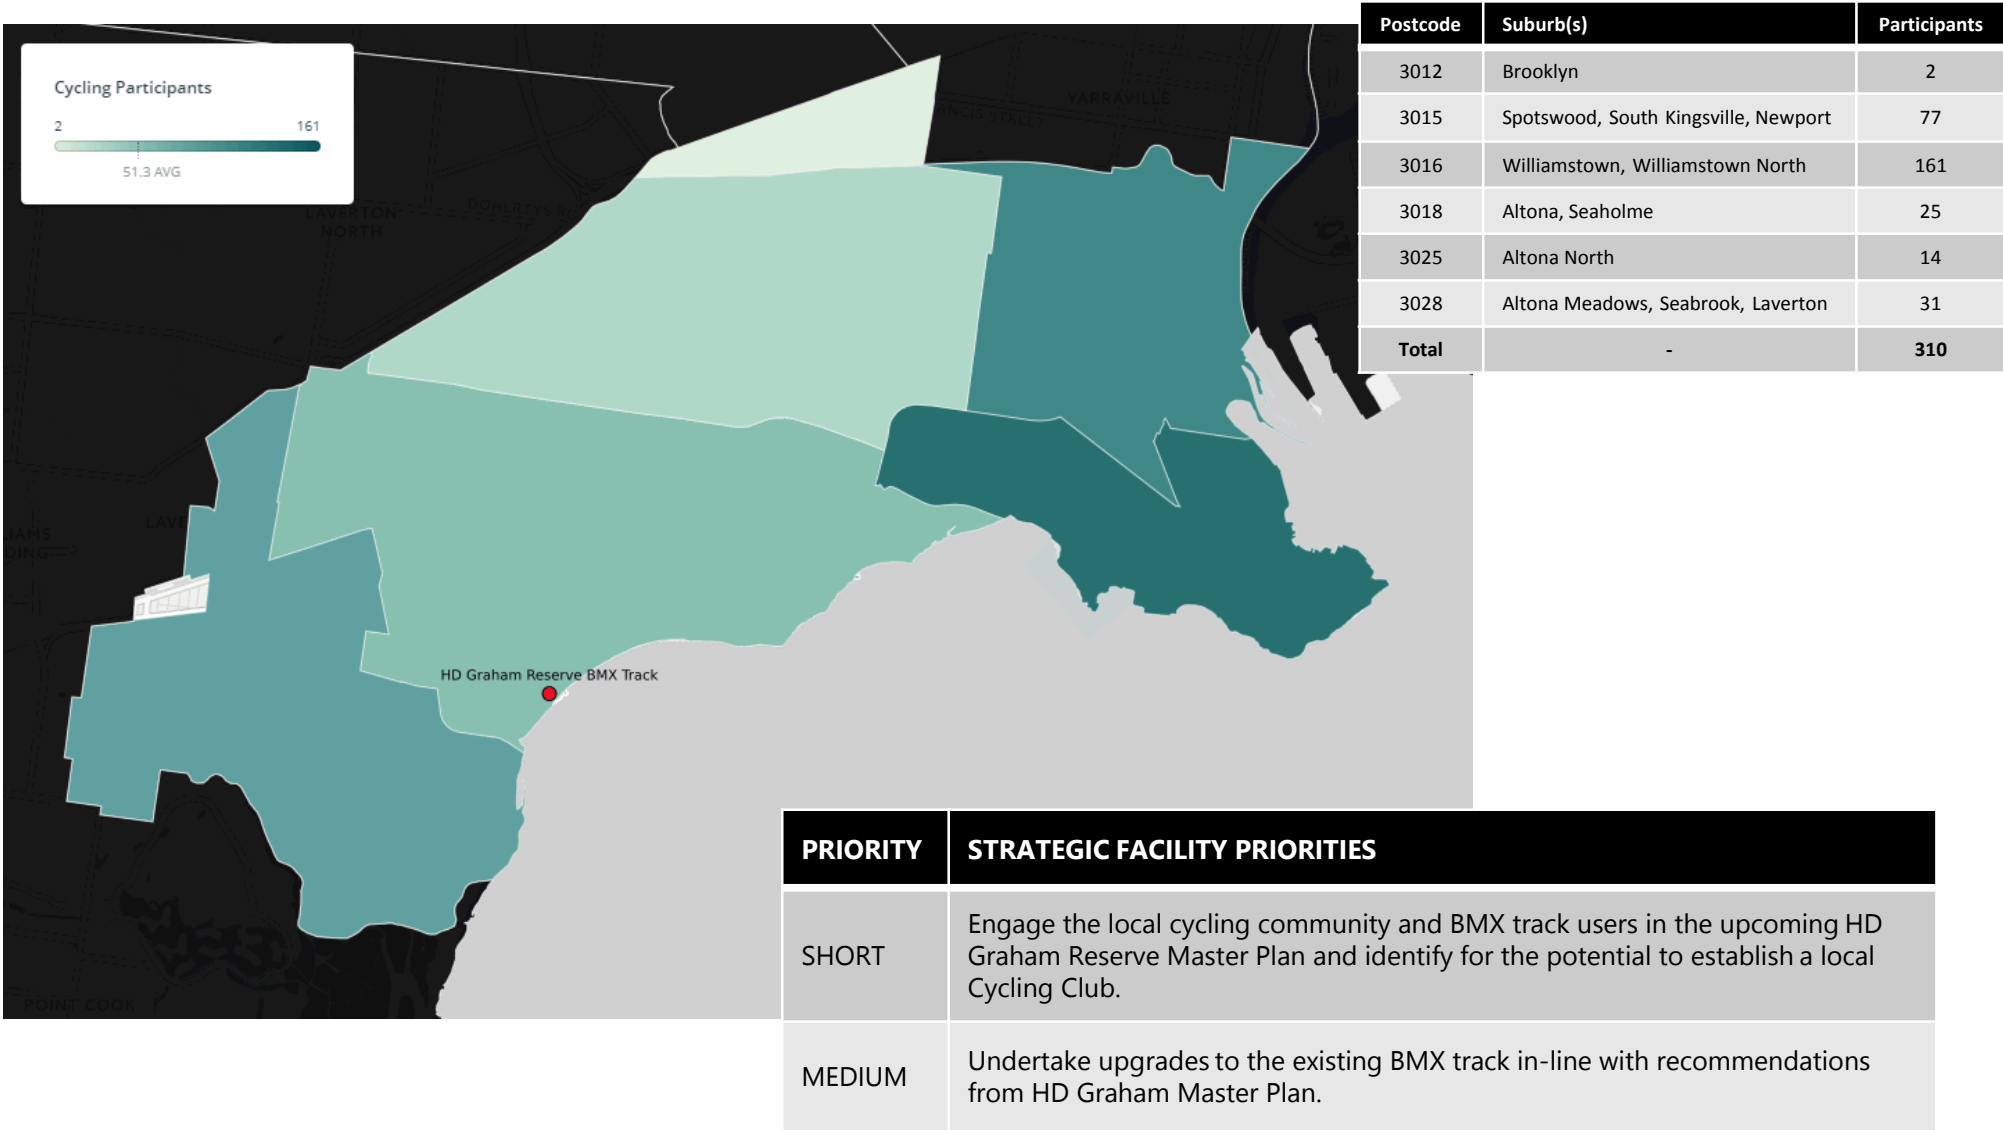 Cycling Participants
2 161
51.3 AVG
YARRAVILLE
LAVERTON
NORTH
POINT COOK
HD Graham Reserve BMX Track
Postcode Suburb(s) Participants
3012 Brooklyn 2
3015 Spotswood, South Kingsville, Newport 77
3016 Williamstown, Williamstown North 161
3018 Altona, Seaholme 25
3025 Altona North 14
3028 Altona Meadows, Seabrook, Laverton 31
Total - 310
PRIORITY STRATEGIC FACILITY PRIORITIES
SHORT
Engage the local cycling community and BMX track users in the upcoming HD
Graham Reserve Master Plan and identify for the potential to establish a local
Cycling Club.
MEDIUM
Undertake upgrades to the existing BMX track in-line with recommendations
from HD Graham Master Plan.